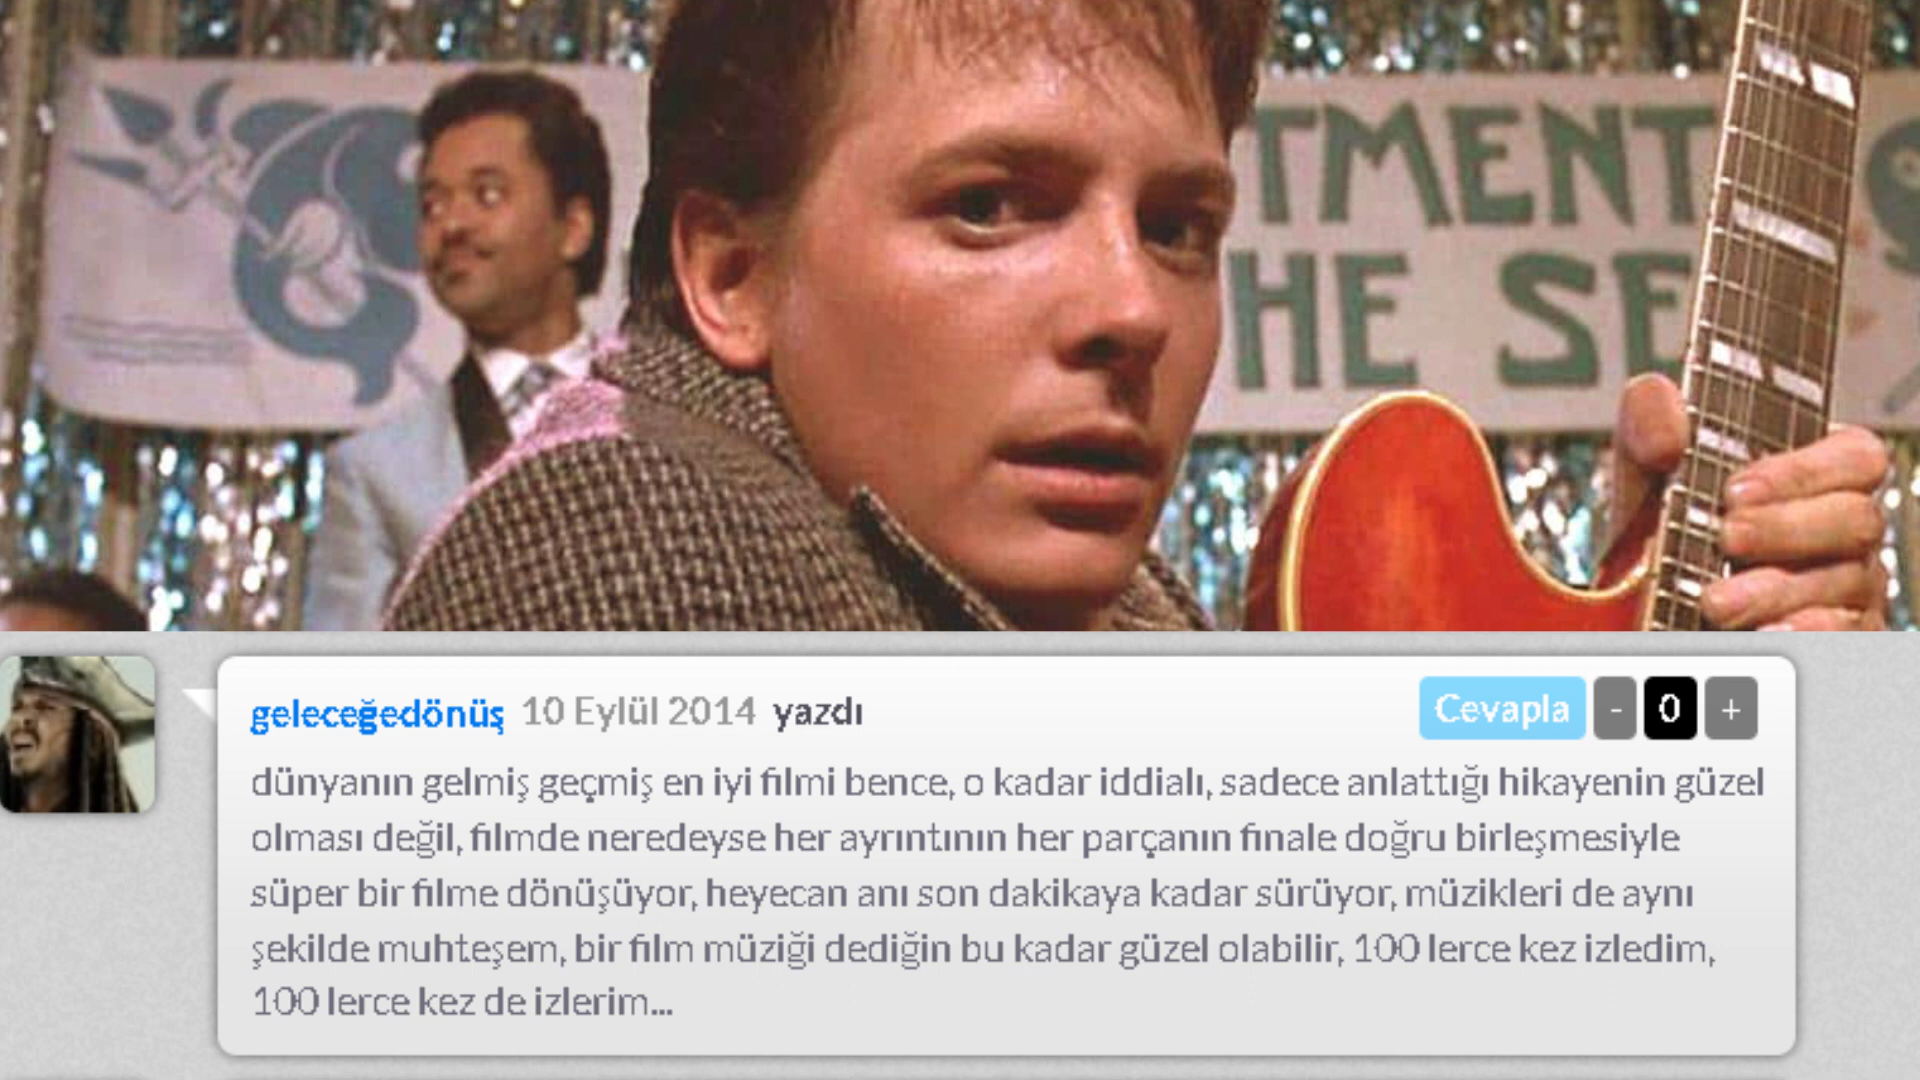 TMENT
HE SE
geleceğedönüş 10 Eylül 2014 yazdı
Cevapla - 0 +
dünyanın gelmiş geçmiş en iyi filmi bence, o kadar iddialı, sadece anlattığı hikayenin güzel
olması değil, filmde neredeyse her ayrıntının her parçanın finale doğru birleşmesiyle
süper bir filme dönüşüyor, heyecan anı son dakikaya kadar sürüyor, müzikleri de aynı
şekilde muhteşem, bir film müziği dediğin bu kadar güzel olabilir, 100 lerce kez izledim,
100 lerce kez de izlerim...